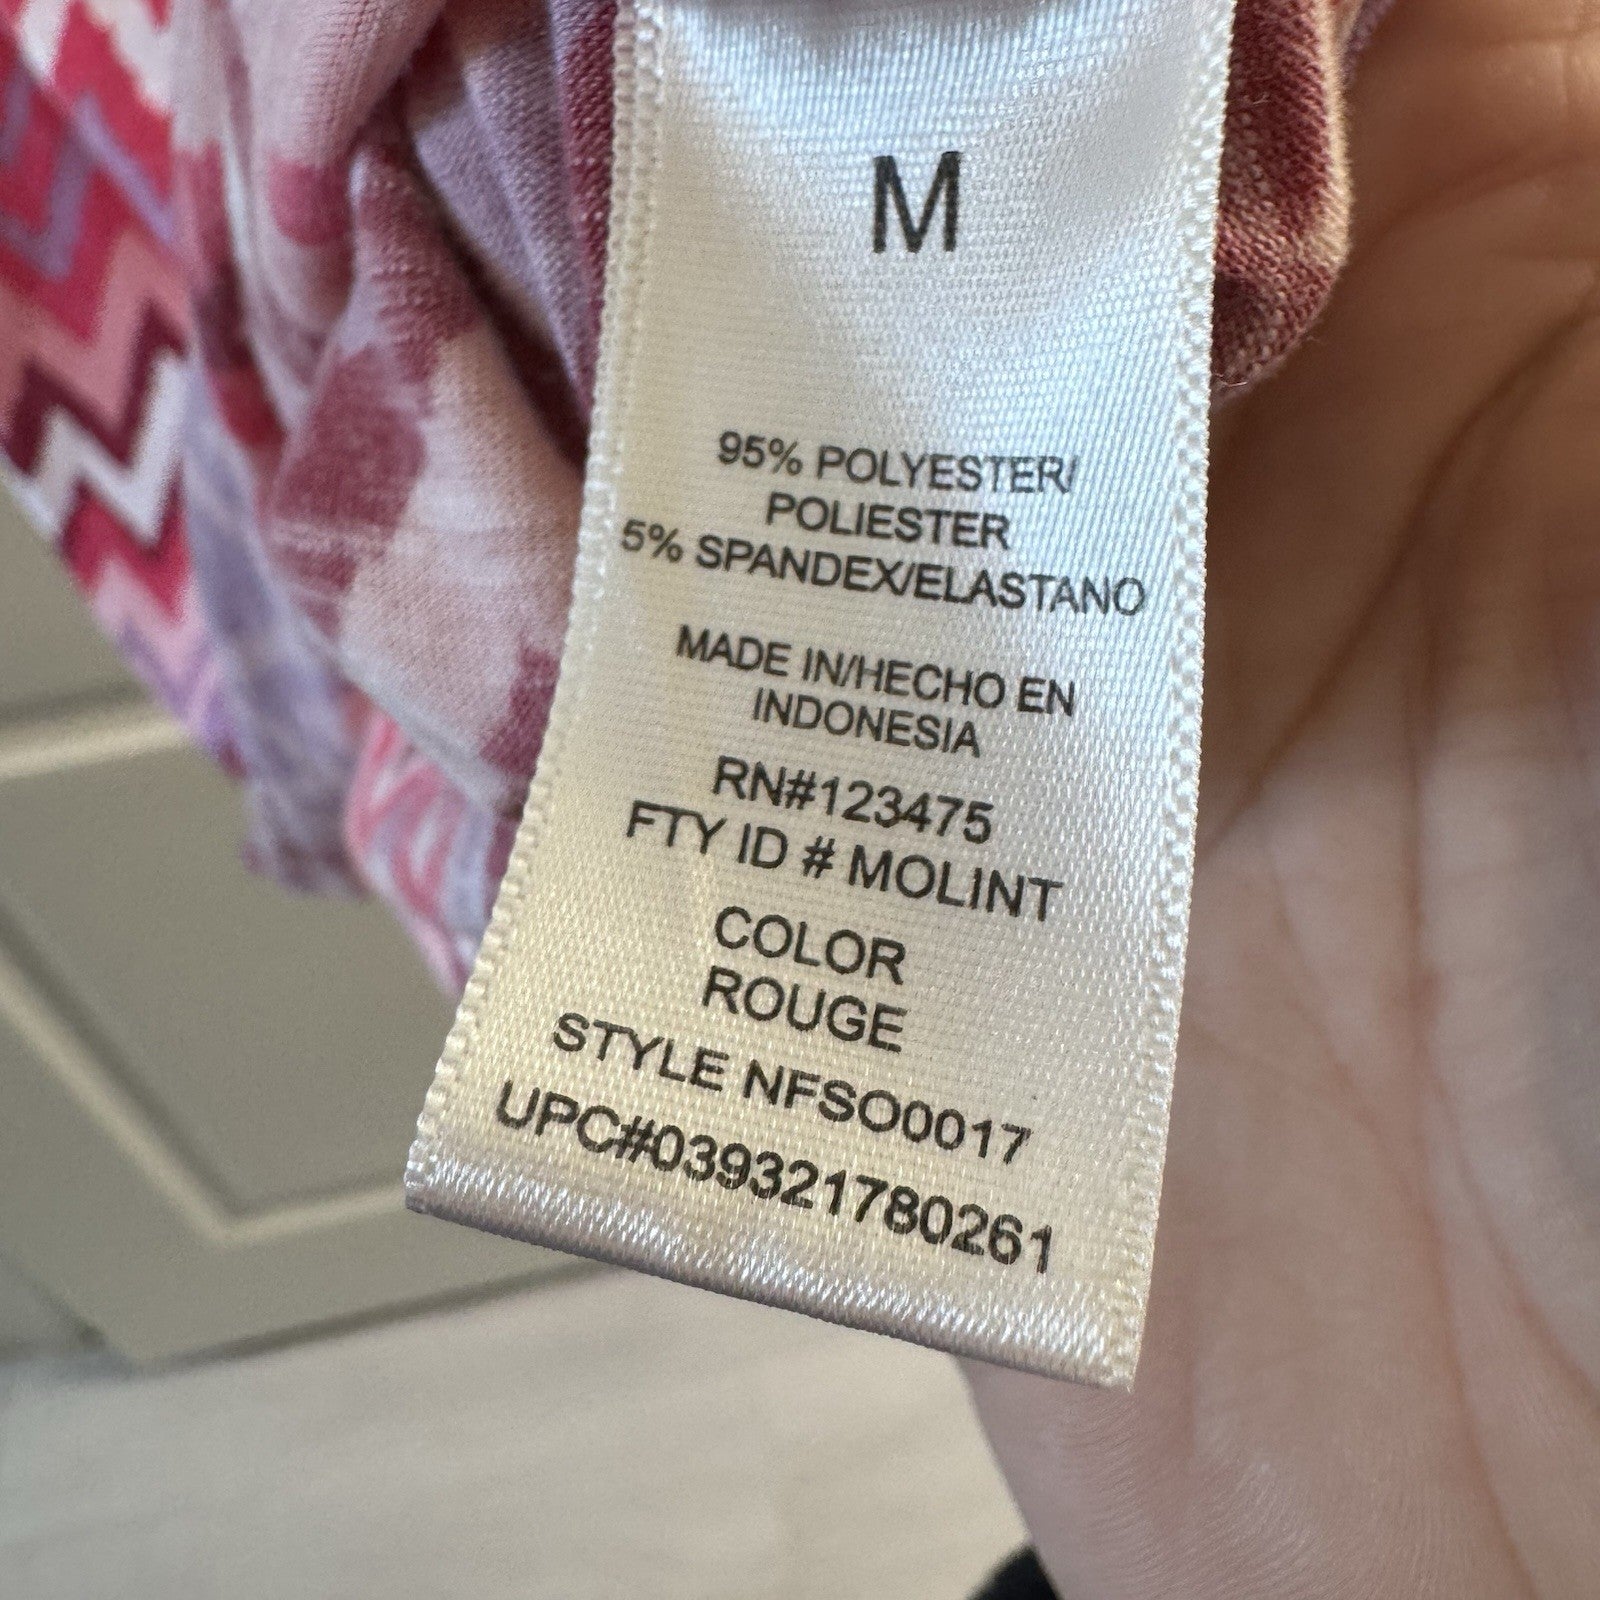 M
95% POLYESTER/
POLIESTER
5% SPANDEX/ELASTANO
MADE IN/HECHO EN
INDONESIA
RN#123475
FTY ID # MOLINT
COLOR
ROUGE
STYLE NFSO0017
UPC#039321780261